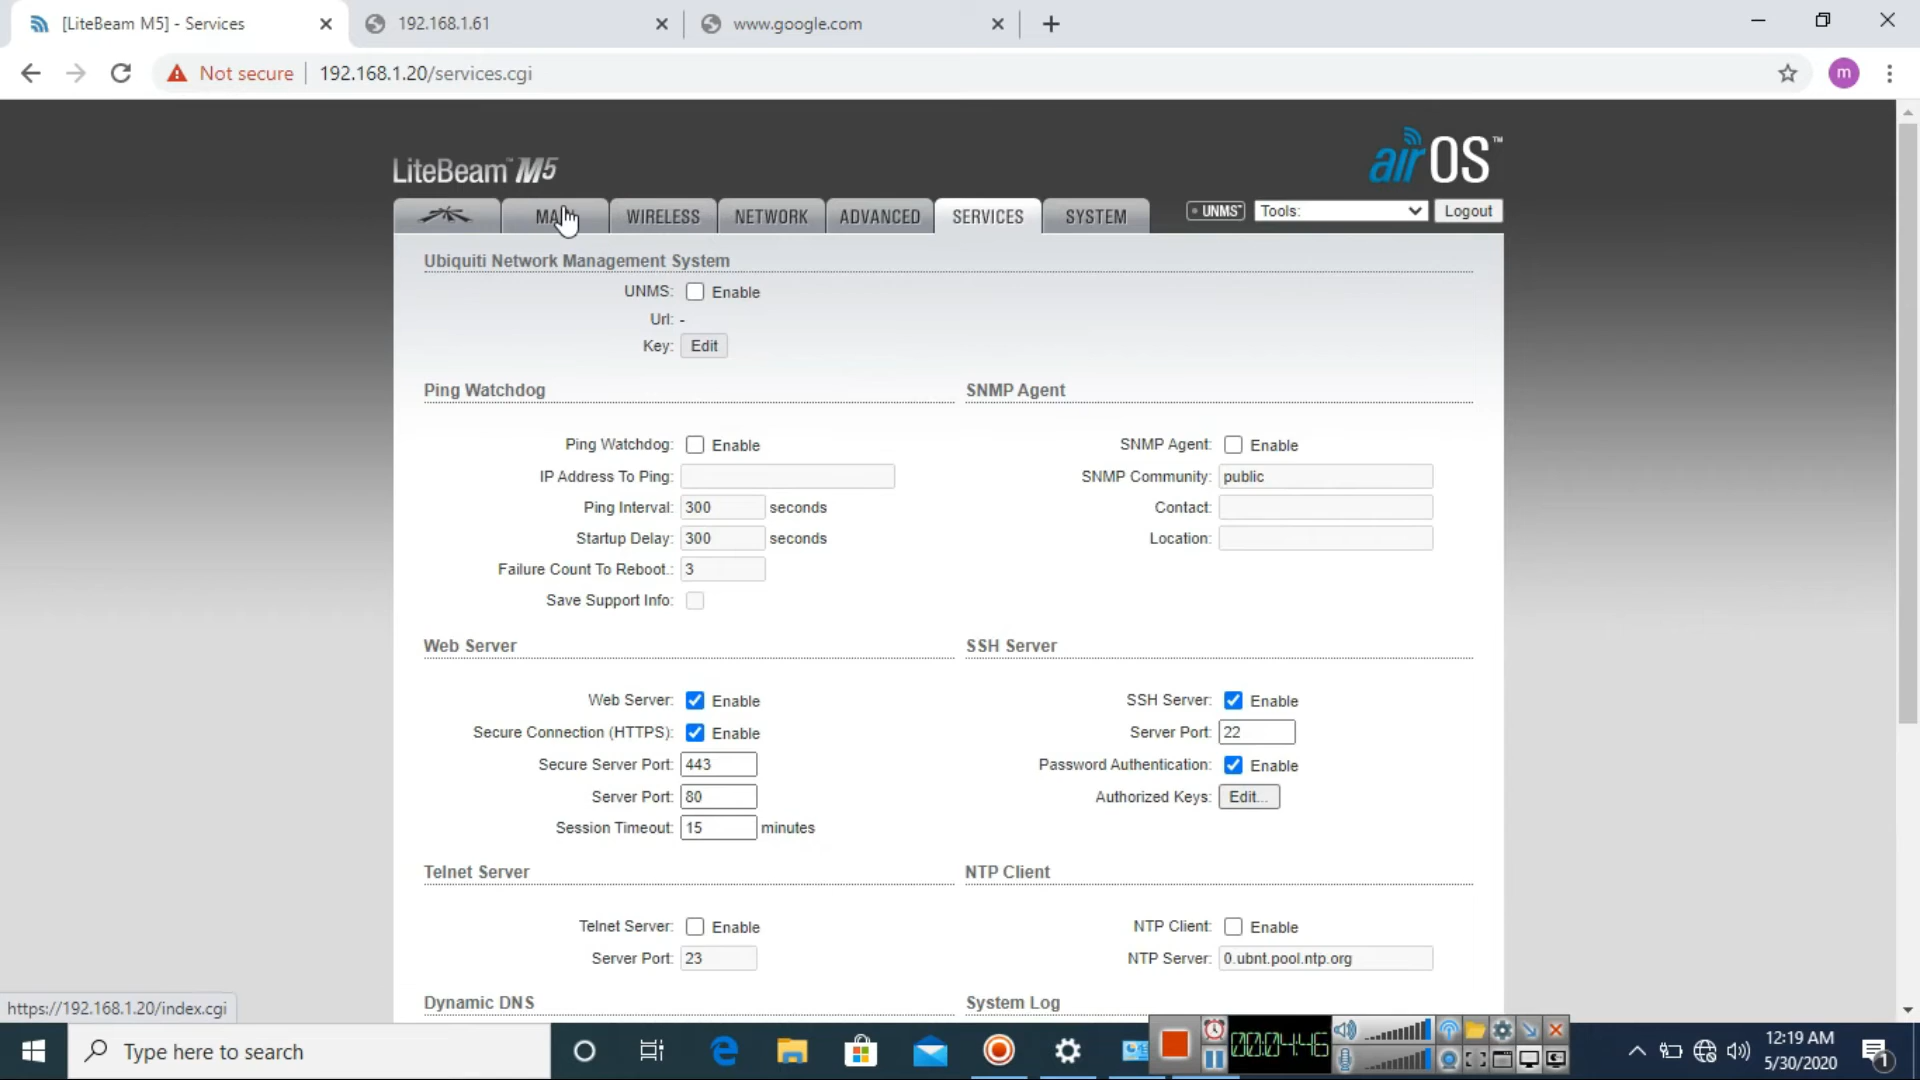 [LiteBeam M5] - Services
192.168.1.61
www.google.com
Not secure
192.168.1.20/services.cgi
m
LiteBeam™ M5
airOS™
WIRELESS
NETWORK
ADVANCED
SERVICES
SYSTEM
UNMS™
Tools:
Logout
Ubiquiti Network Management System
UNMS: Enable
Url: -
Key: Edit
Ping Watchdog
Ping Watchdog: Enable
IP Address To Ping:
Ping Interval: 300 seconds
Startup Delay: 300 seconds
Failure Count To Reboot.: 3
Save Support Info:
SNMP Agent
SNMP Agent: Enable
SNMP Community: public
Contact:
Location:
Web Server
Web Server: Enable
Secure Connection (HTTPS): Enable
Secure Server Port: 443
Server Port: 80
Session Timeout: 15 minutes
SSH Server
SSH Server: Enable
Server Port: 22
Password Authentication: Enable
Authorized Keys: Edit...
Telnet Server
Telnet Server: Enable
Server Port: 23
NTP Client
NTP Client: Enable
NTP Server: 0.ubnt.pool.ntp.org
Dynamic DNS
System Log
https://192.168.1.20/index.cgi
Type here to search
00:04:46
12:19 AM
5/30/2020
1